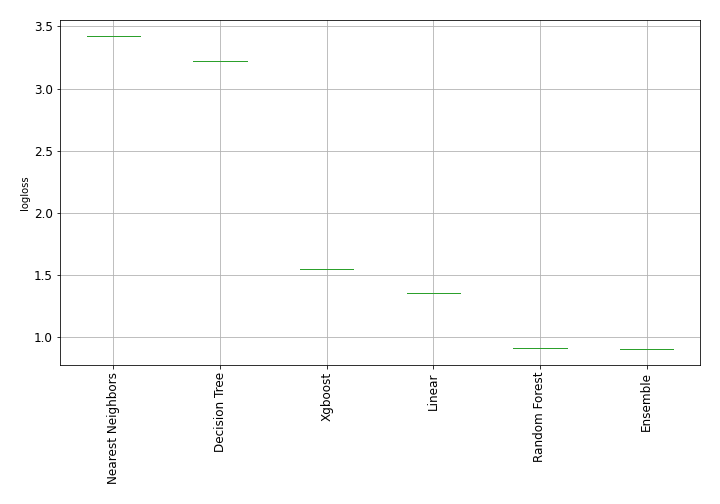 3.5
3.0
2.5
2.0
1.5
1.0
logloss
Nearest Neighbors
Decision Tree
Xgboost
Linear
Random Forest
Ensemble